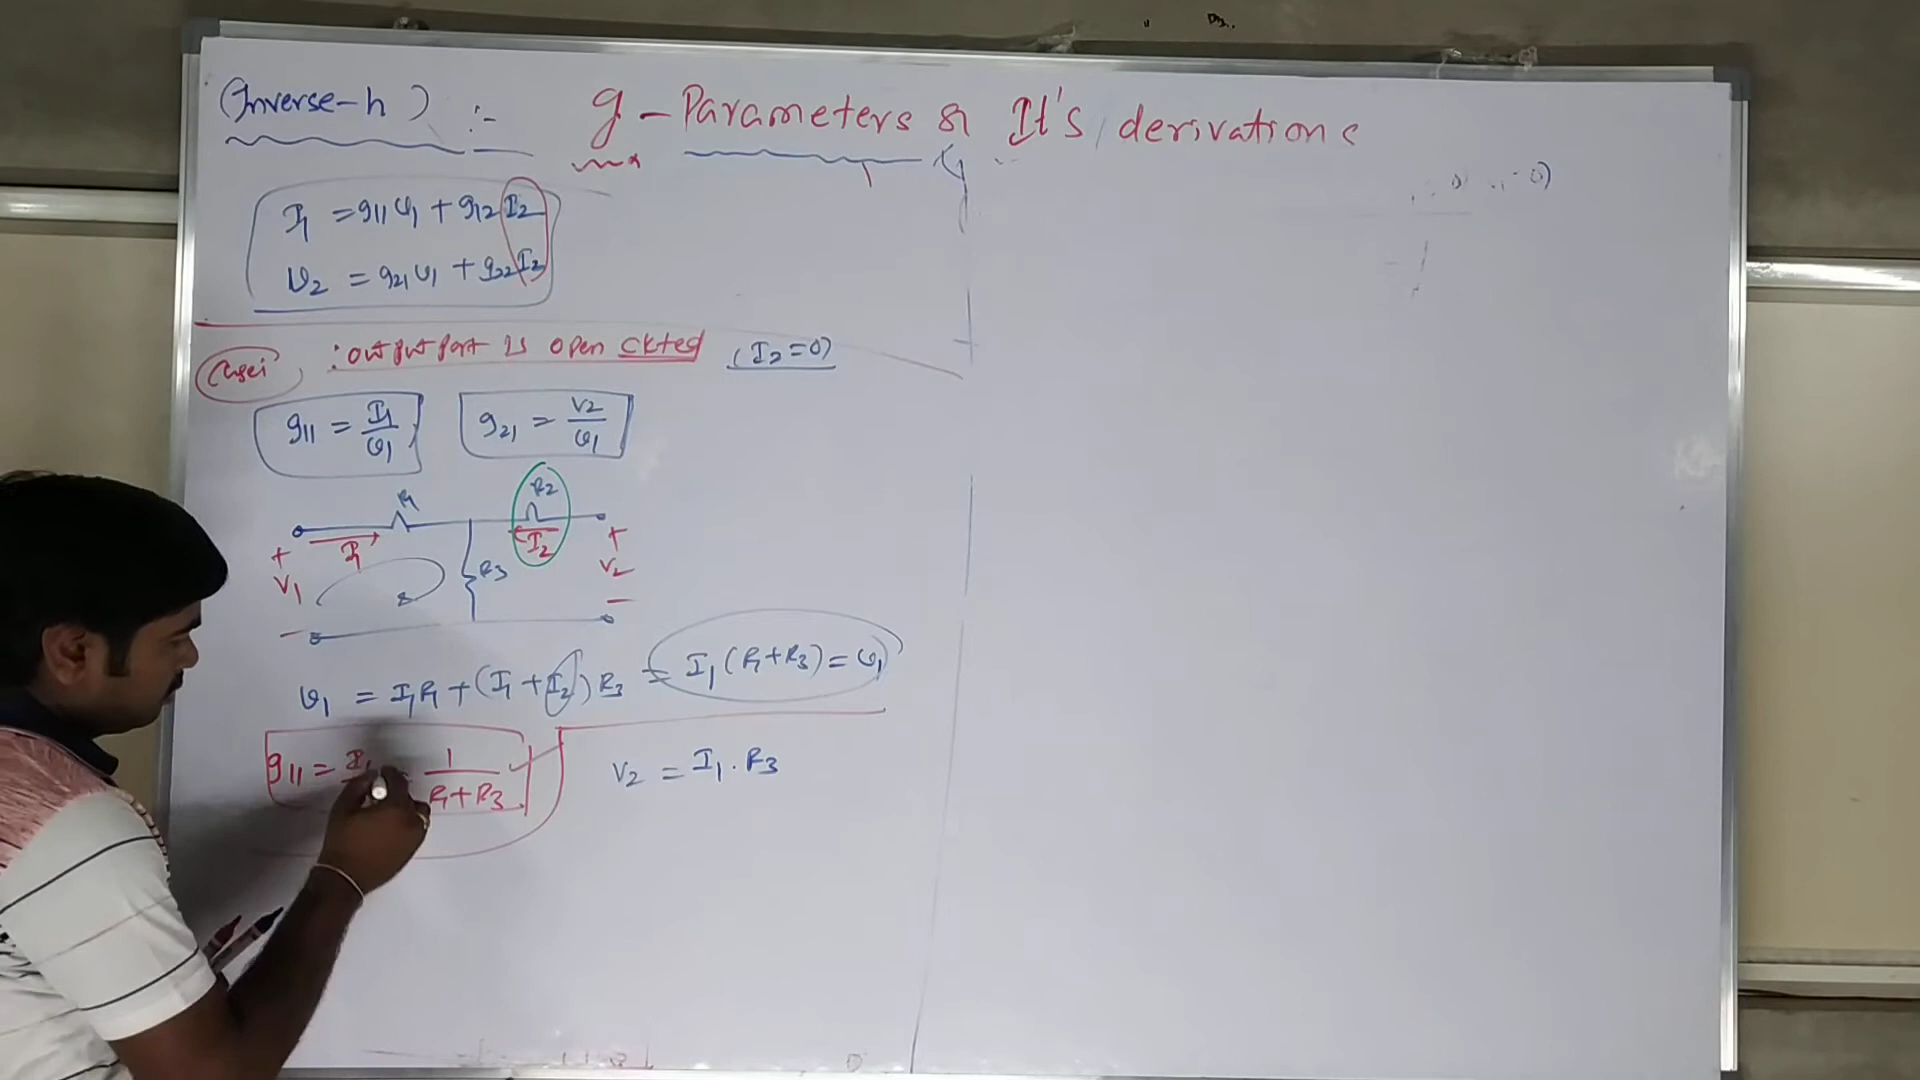 (Inverse-h) :- g-Parameters & It's derivations
I1 = g11 V1 + g12 I2
V2 = g21 V1 + g22 I2
Case i : output port is open ckted (I2=0)
g11 = I1/V1 g21 = V2/V1
R1 R2
I1 I2
+ R3 +
V1 V2
- -
V1 = I1R1 + (I1 + I2) R3 = I1 (R1+R3) = V1
g11 = I1 = 1/(R1+R3) V2 = I1 . R3